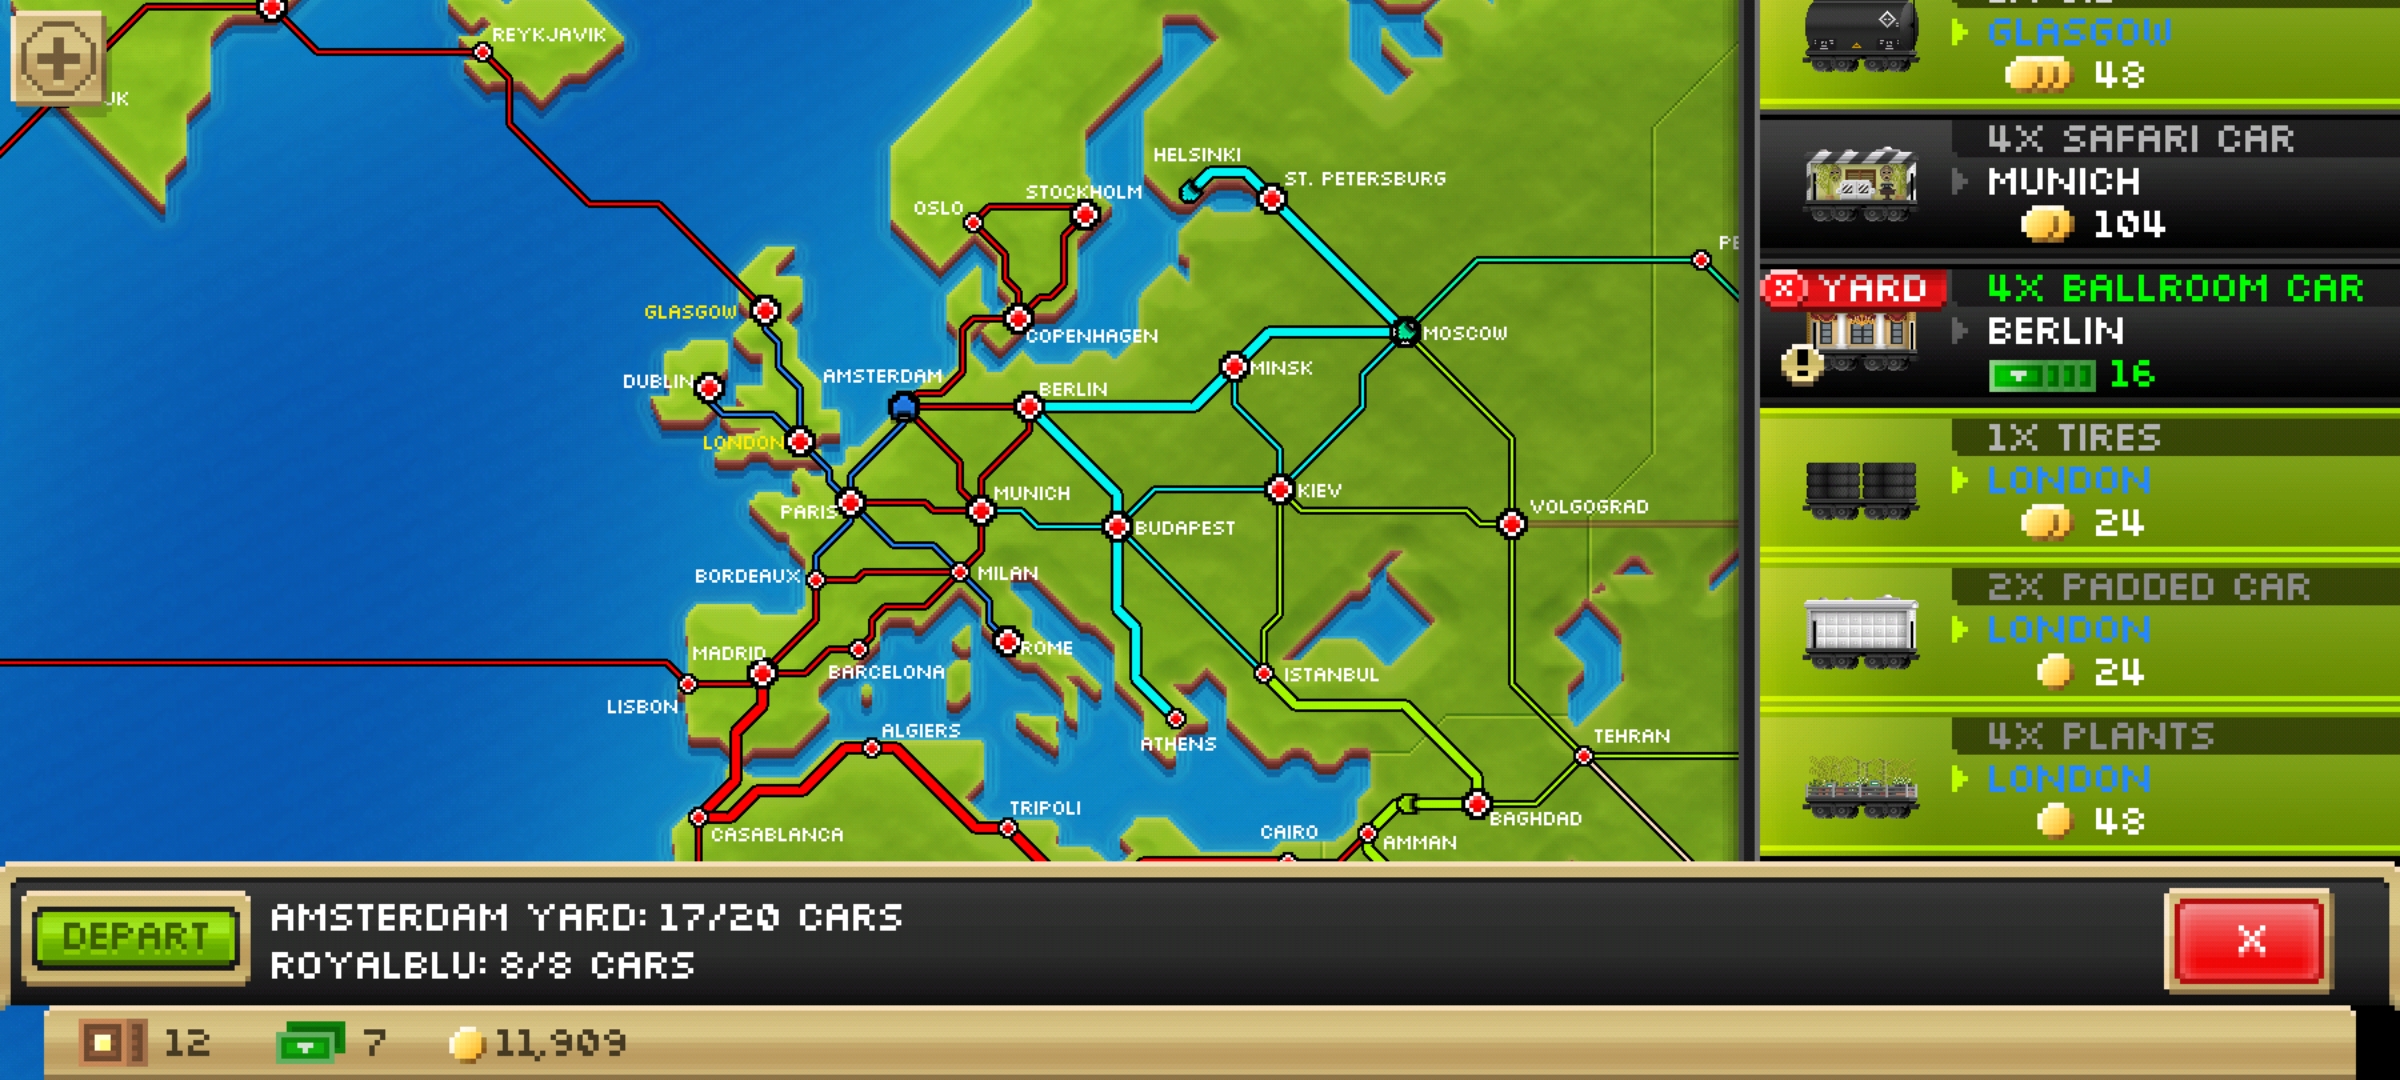 REYKJAVIK
UK
HELSINKI
ST. PETERSBURG
STOCKHOLM
OSLO
PE
GLASGOW
COPENHAGEN
MOSCOW
DUBLIN
AMSTERDAM
BERLIN
MINSK
LONDON
MUNICH
KIEV
PARIS
BUDAPEST
VOLGOGRAD
BORDEAUX
MILAN
MADRID
ROME
BARCELONA
ISTANBUL
LISBON
ALGIERS
ATHENS
TEHRAN
TRIPOLI
CASABLANCA
CAIRO
BAGHDAD
AMMAN
GLASGOW
48
4X SAFARI CAR
MUNICH
104
YARD
4X BALLROOM CAR
BERLIN
16
1X TIRES
LONDON
24
2X PADDED CAR
LONDON
24
4X PLANTS
LONDON
48
DEPART
AMSTERDAM YARD: 17/20 CARS
ROYALBLU: 8/8 CARS
X
12
7
11,909